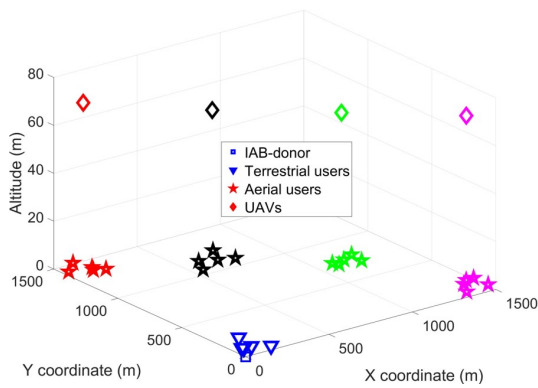 80
60
40
20
0
Altitude (m)
IAB-donor
Terrestrial users
Aerial users
UAVs
1500
1000
500
0
Y coordinate (m)
0
500
1000
1500
X coordinate (m)